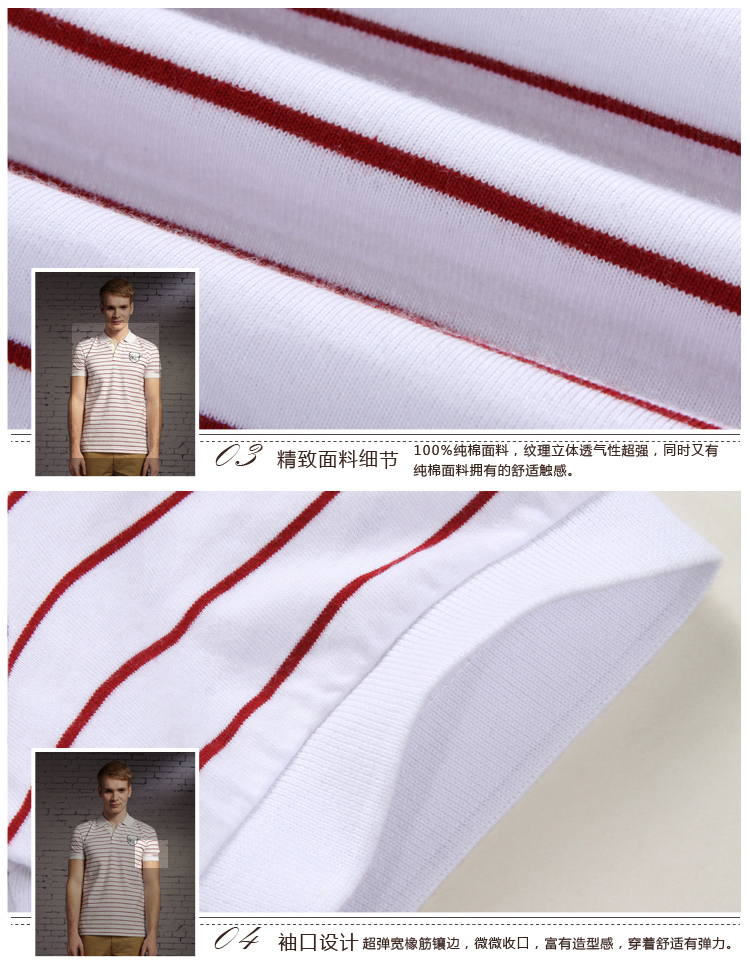 03 精致面料细节
100%纯棉面料，纹理立体透气性超强，同时又有
纯棉面料拥有的舒适触感。
04 袖口设计 超弹宽橡筋镶边，微微收口，富有造型感，穿着舒适有弹力。